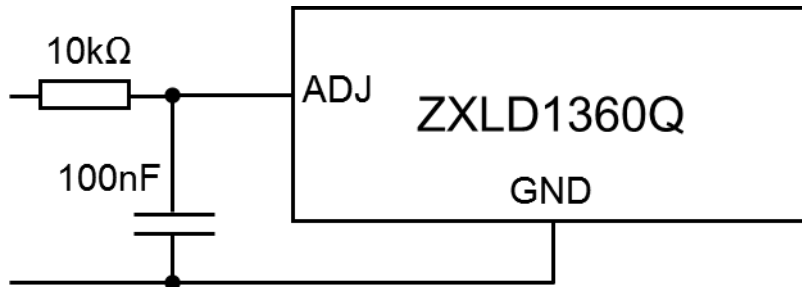 10kΩ
ADJ
ZXLD1360Q
100nF
GND